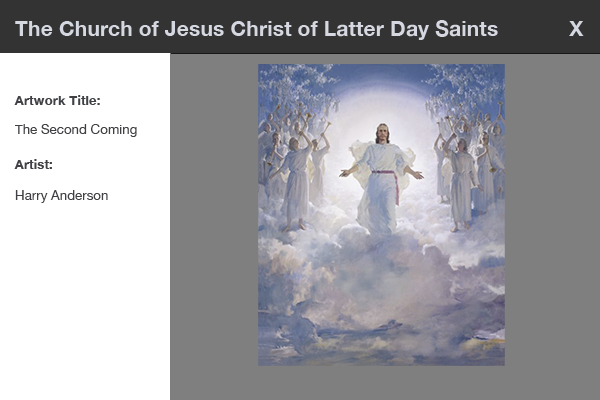 The Church of Jesus Christ of Latter Day Saints X
Artwork Title:
The Second Coming
Artist:
Harry Anderson